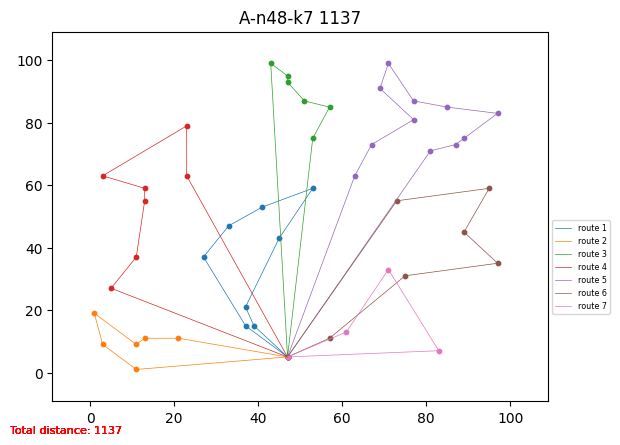 A-n48-k7 1137
100
80
60
40
20
0
0 20 40 60 80 100
route 1
route 2
route 3
route 4
route 5
route 6
route 7
Total distance: 1137